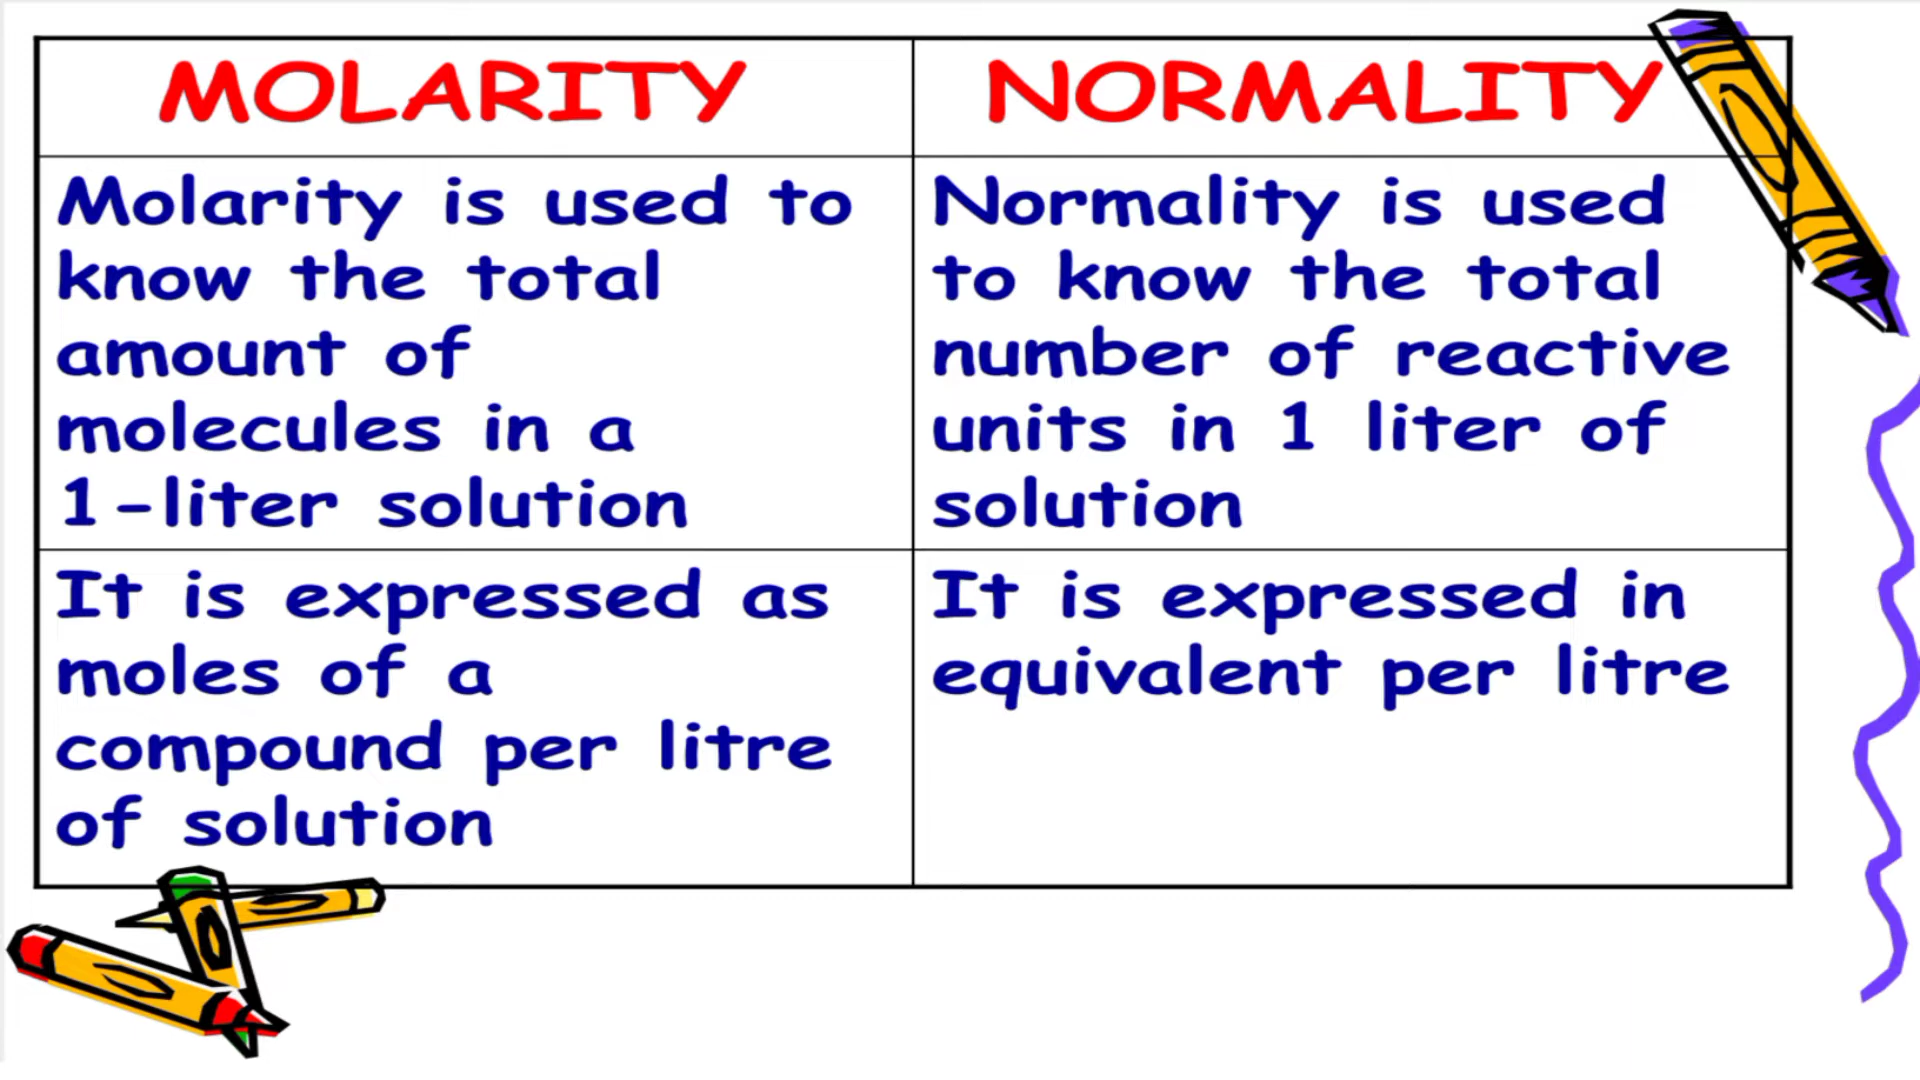 MOLARITY
NORMALITY
Molarity is used to
know the total
amount of
molecules in a
1-liter solution
Normality is used
to know the total
number of reactive
units in 1 liter of
solution
It is expressed as
moles of a
compound per litre
of solution
It is expressed in
equivalent per litre